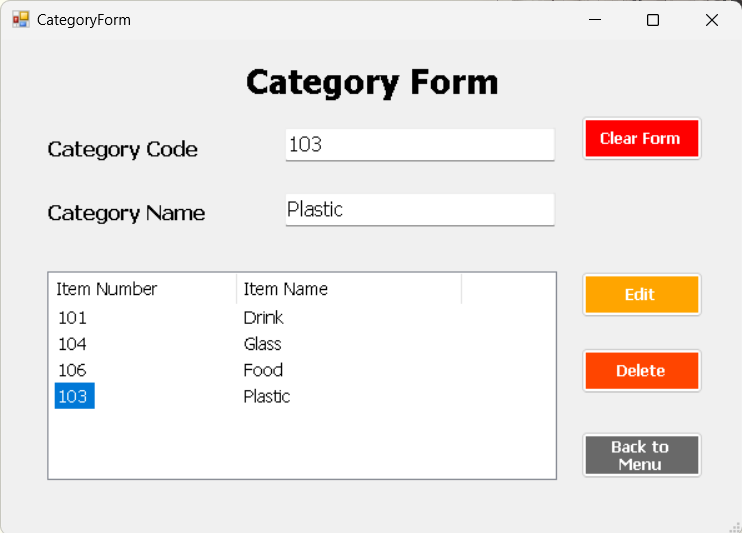 CategoryForm
Category Form
Category Code
103
Clear Form
Category Name
Plastic
Item Number Item Name
101 Drink
104 Glass
106 Food
103 Plastic
Edit
Delete
Back to
Menu